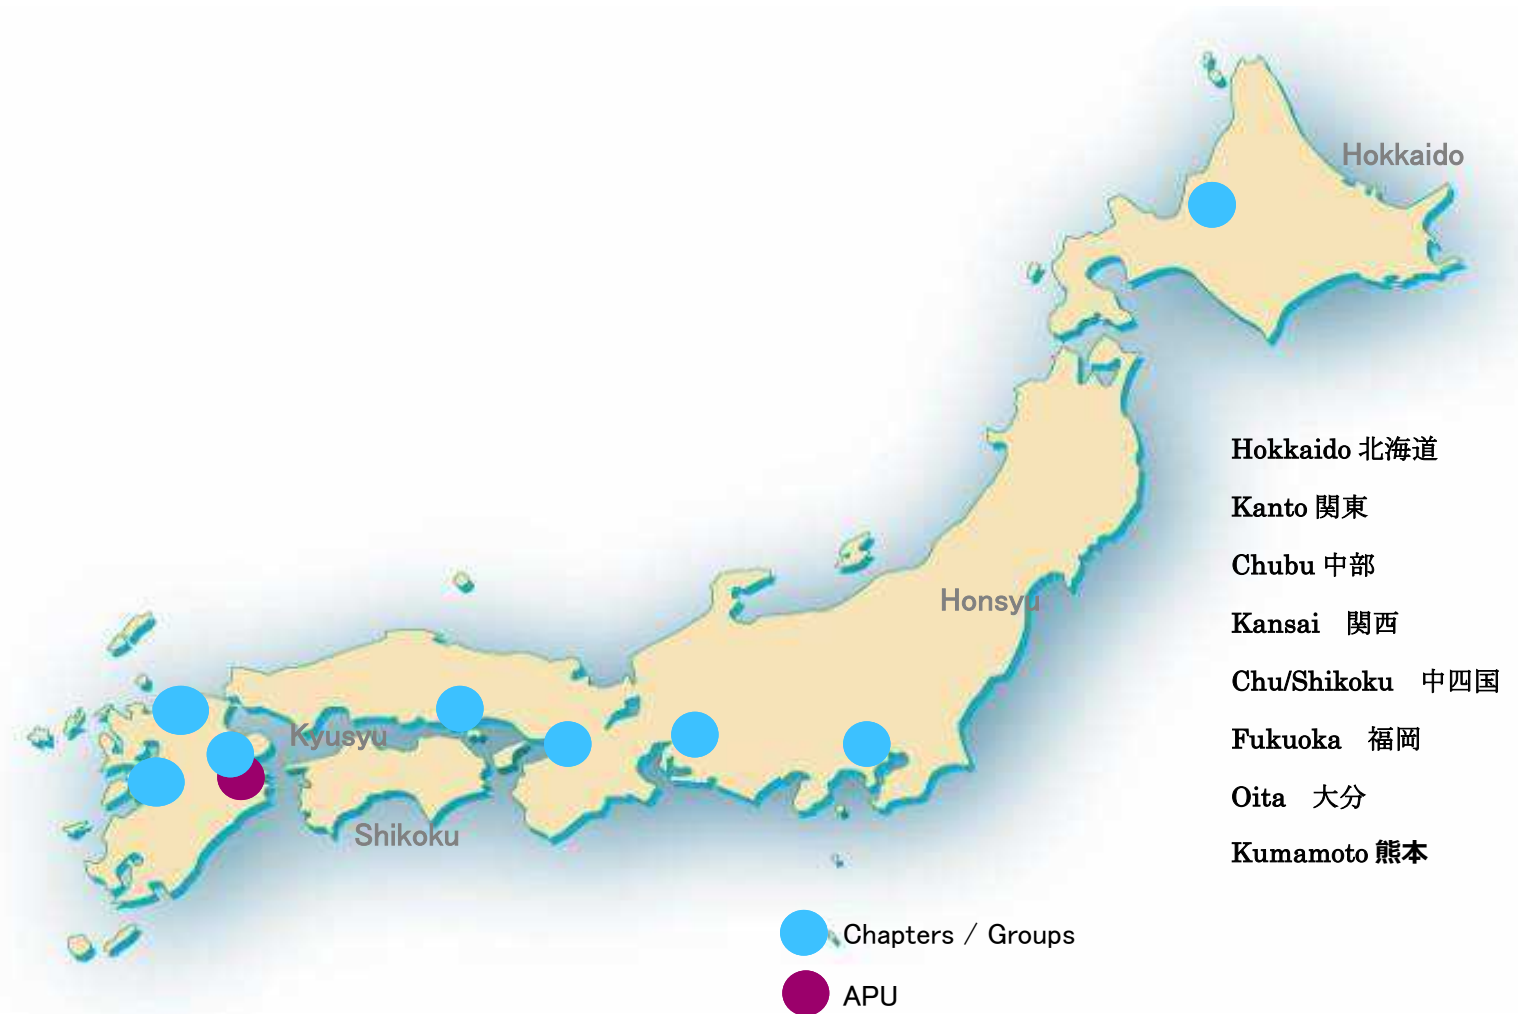 Hokkaido
Hokkaido 北海道
Kanto 関東
Chubu 中部
Honsyu
Kansai 関西
Chu/Shikoku 中四国
Kyusyu
Fukuoka 福岡
Oita 大分
Shikoku
Kumamoto 熊本
Chapters / Groups
APU